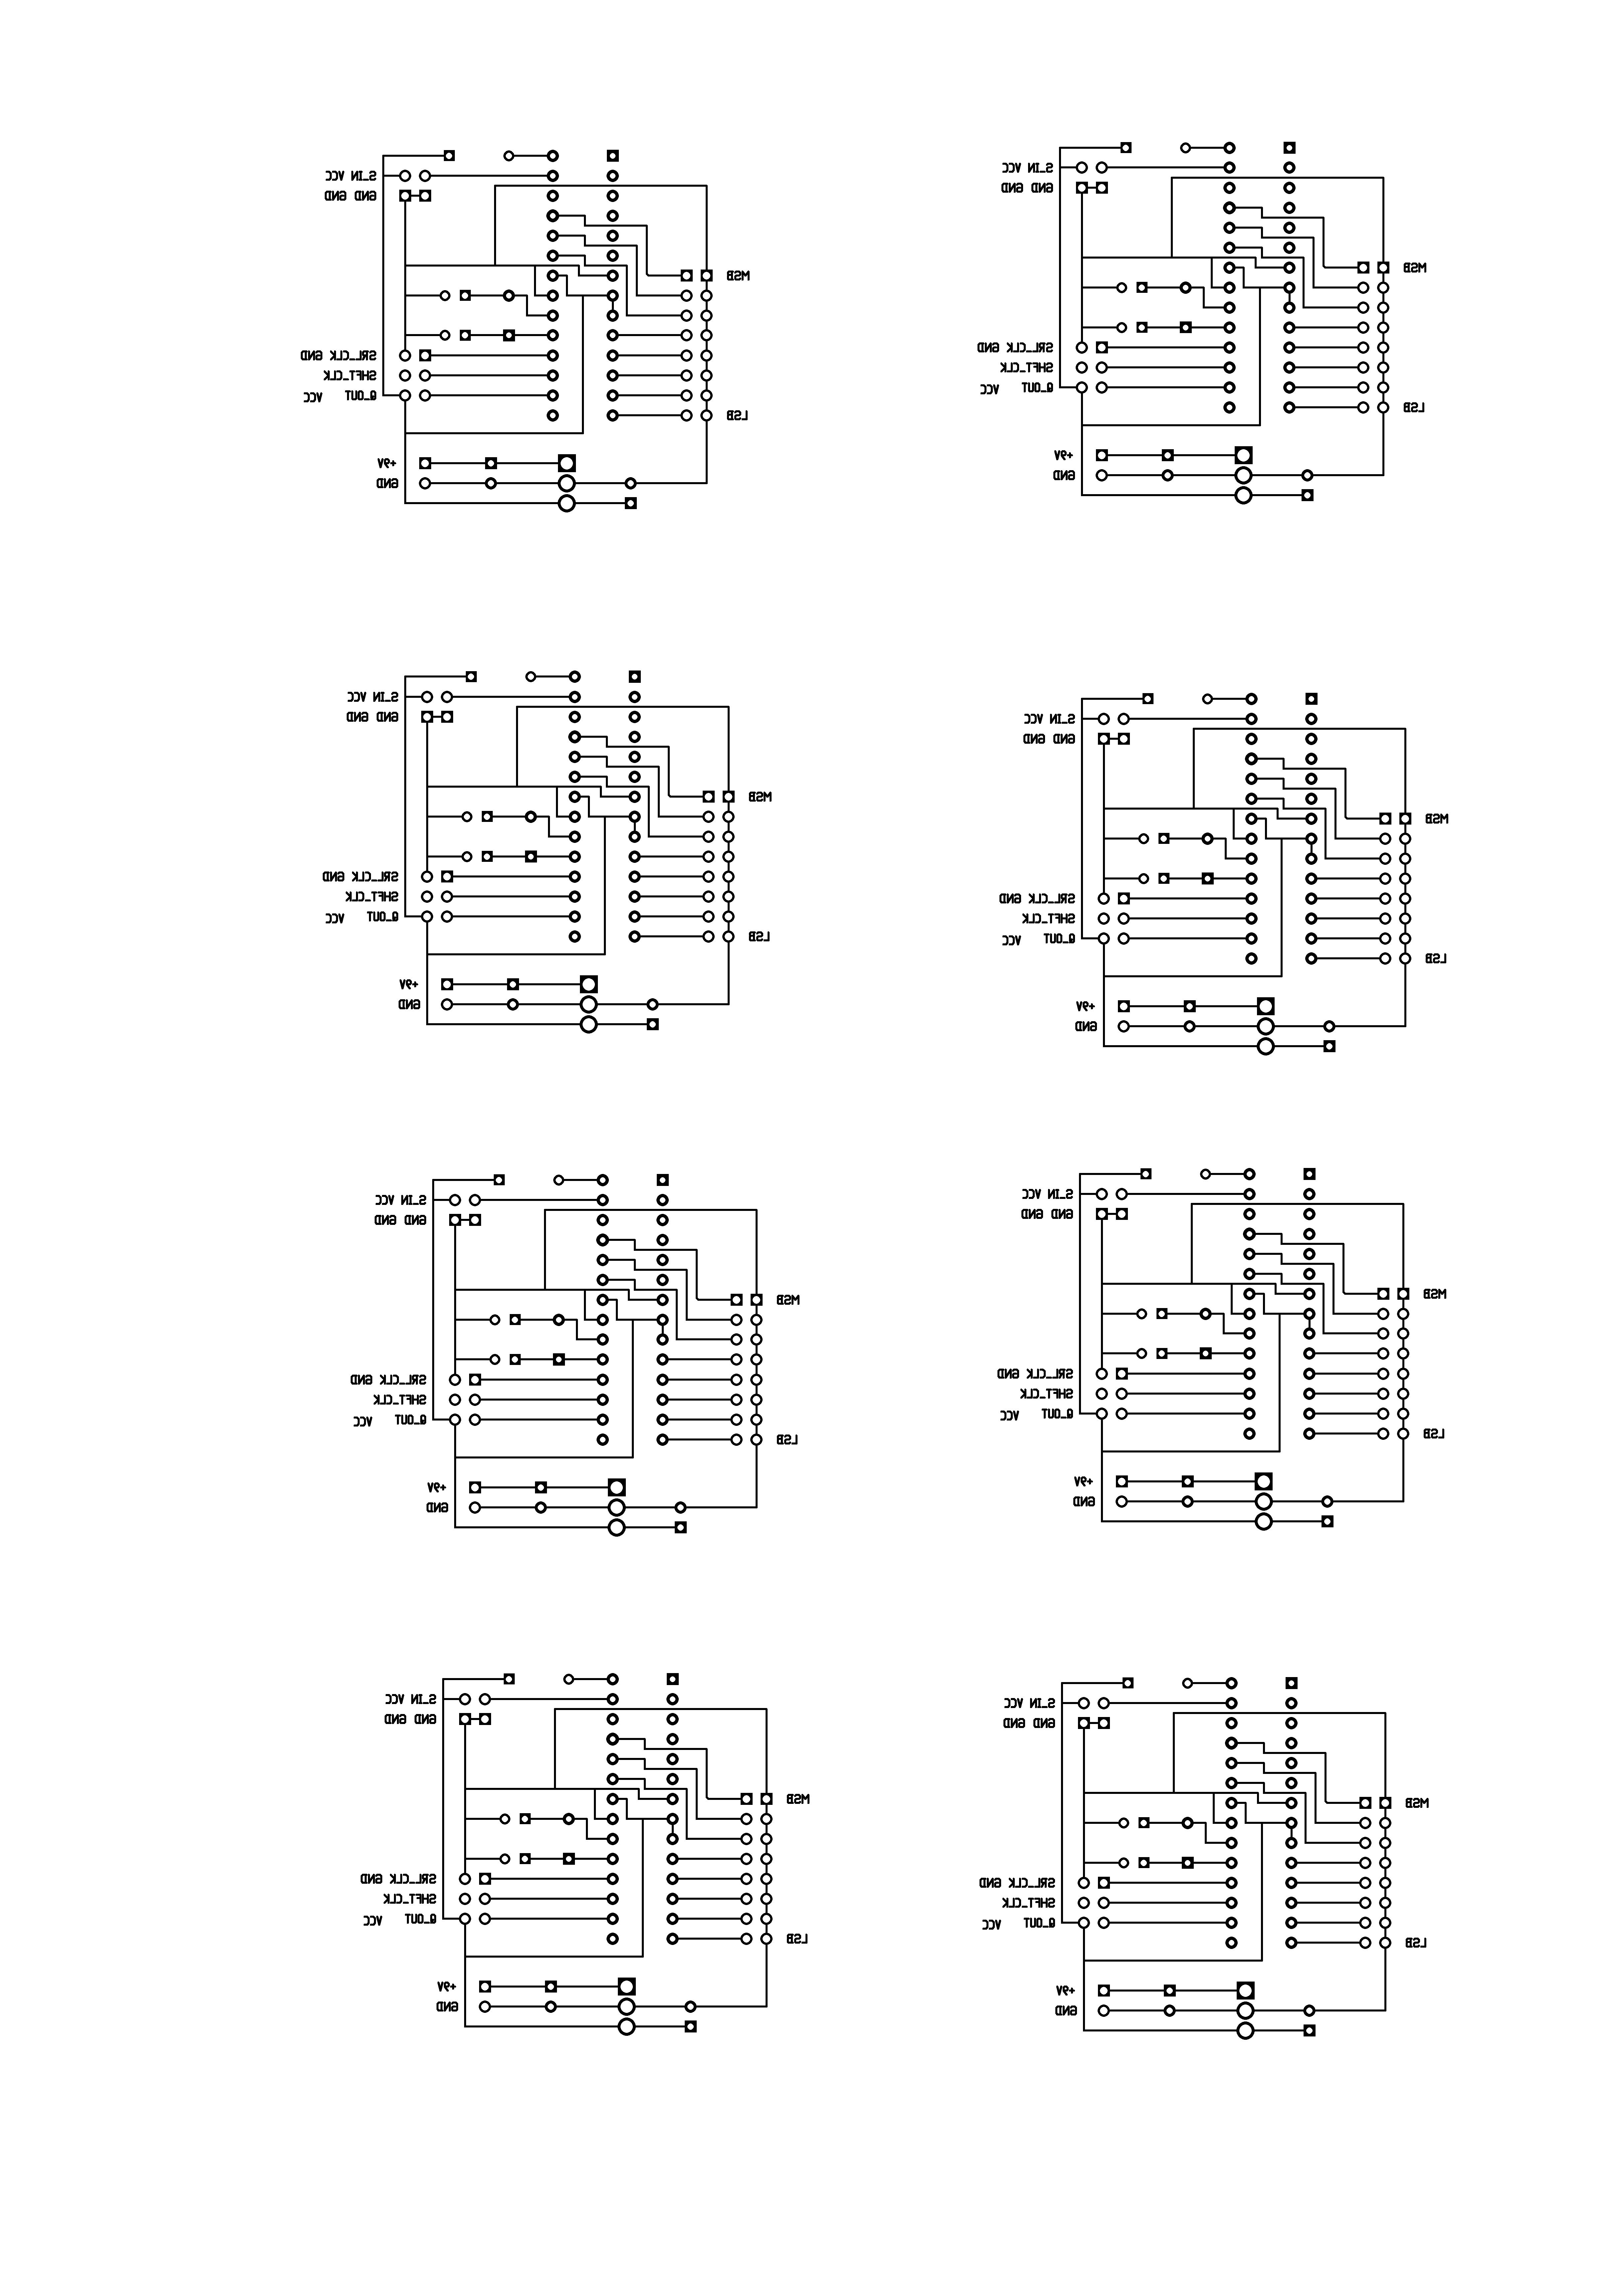 S_IN VCC
GND GND
MSB
SRL_CLK GND
SHFT_CLK
Q_OUT VCC
LSB
+9V
GND
S_IN VCC
GND GND
MSB
SRL_CLK GND
SHFT_CLK
Q_OUT VCC
LSB
+9V
GND
S_IN VCC
GND GND
MSB
SRL_CLK GND
SHFT_CLK
Q_OUT VCC
LSB
+9V
GND
S_IN VCC
GND GND
MSB
SRL_CLK GND
SHFT_CLK
Q_OUT VCC
LSB
+9V
GND
S_IN VCC
GND GND
MSB
SRL_CLK GND
SHFT_CLK
Q_OUT VCC
LSB
+9V
GND
S_IN VCC
GND GND
MSB
SRL_CLK GND
SHFT_CLK
Q_OUT VCC
LSB
+9V
GND
S_IN VCC
GND GND
MSB
SRL_CLK GND
SHFT_CLK
Q_OUT VCC
LSB
+9V
GND
S_IN VCC
GND GND
MSB
SRL_CLK GND
SHFT_CLK
Q_OUT VCC
LSB
+9V
GND